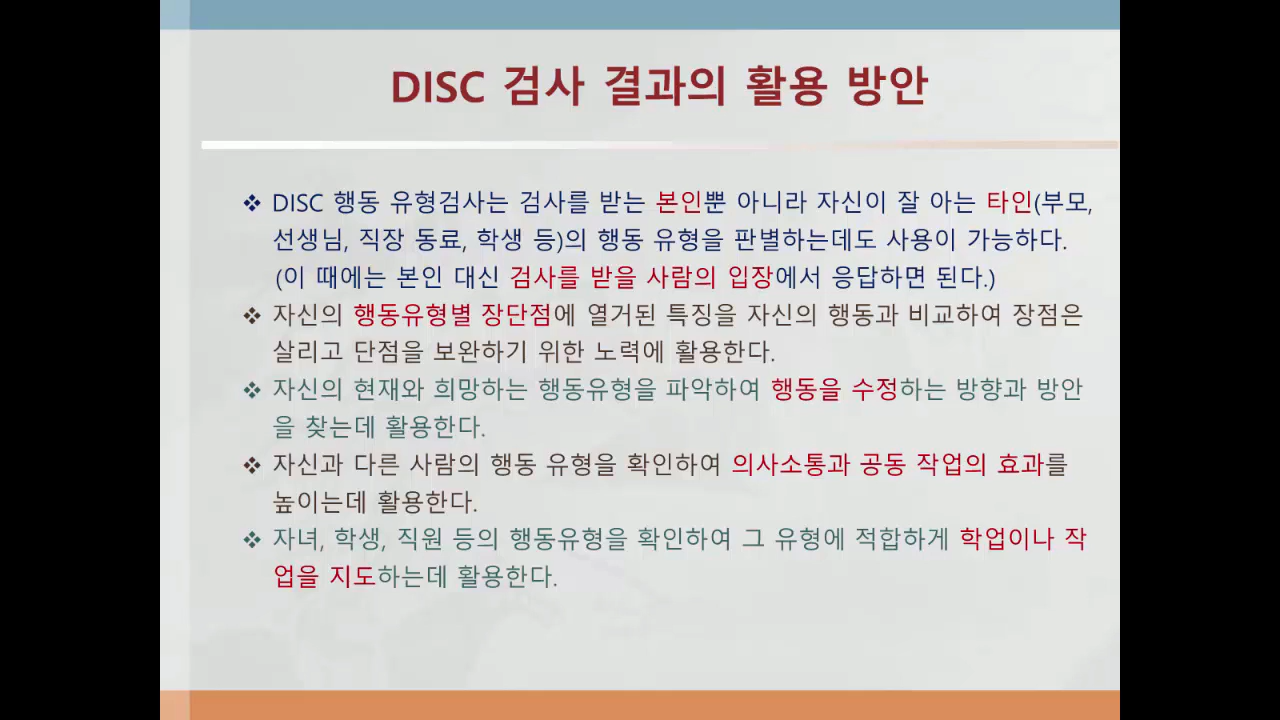 DISC 검사 결과의 활용 방안
❖ DISC 행동 유형검사는 검사를 받는 본인뿐 아니라 자신이 잘 아는 타인(부모,
선생님, 직장 동료, 학생 등)의 행동 유형을 판별하는데도 사용이 가능하다.
(이 때에는 본인 대신 검사를 받을 사람의 입장에서 응답하면 된다.)
❖ 자신의 행동유형별 장단점에 열거된 특징을 자신의 행동과 비교하여 장점은
살리고 단점을 보완하기 위한 노력에 활용한다.
❖ 자신의 현재와 희망하는 행동유형을 파악하여 행동을 수정하는 방향과 방안
을 찾는데 활용한다.
❖ 자신과 다른 사람의 행동 유형을 확인하여 의사소통과 공동 작업의 효과를
높이는데 활용한다.
❖ 자녀, 학생, 직원 등의 행동유형을 확인하여 그 유형에 적합하게 학업이나 작
업을 지도하는데 활용한다.